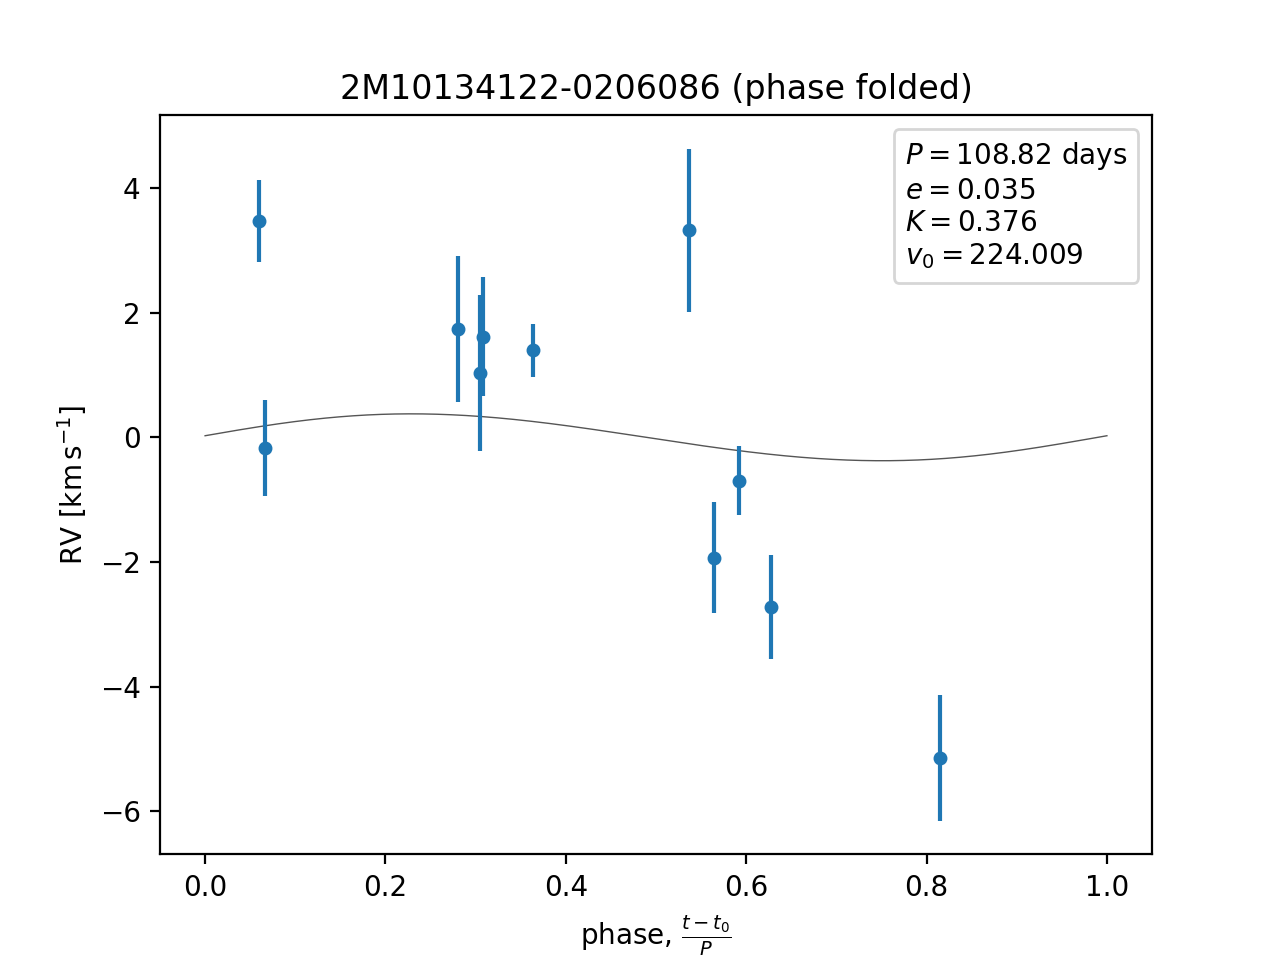 2M10134122-0206086 (phase folded)
P = 108.82 days
e = 0.035
K = 0.376
v₀ = 224.009
4
2
0
−2
−4
−6
RV [km s⁻¹]
0.0 0.2 0.4 0.6 0.8 1.0
phase, (t − t₀)/P